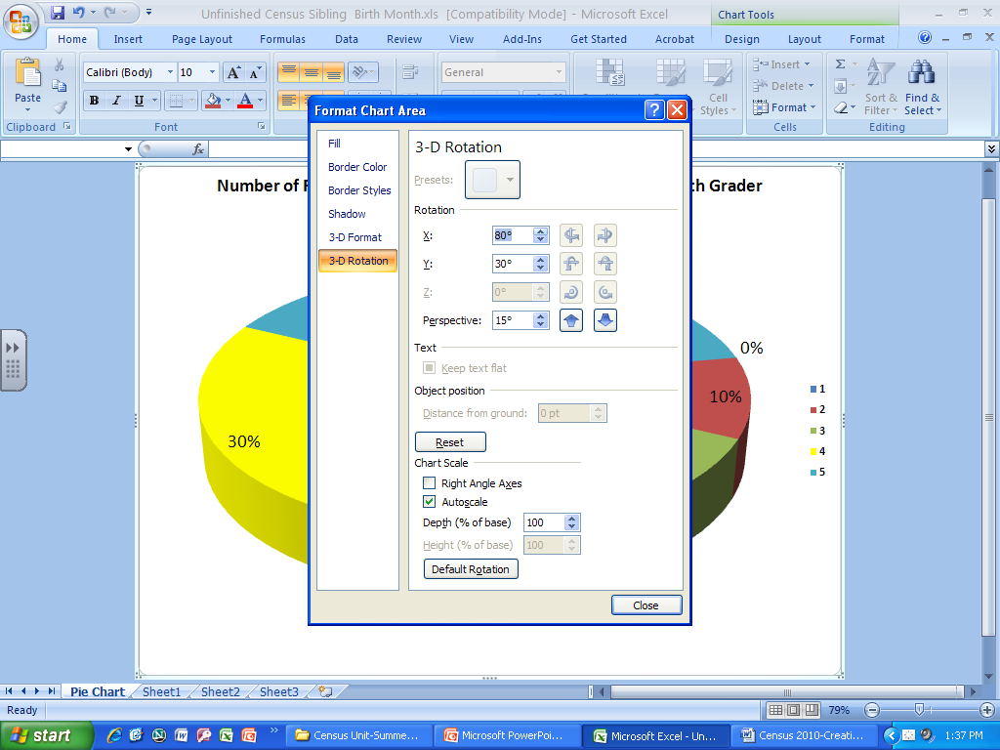 Unfinished Census Sibling Birth Month.xls [Compatibility Mode] - Microsoft Excel
Chart Tools
Home Insert Page Layout Formulas Data Review View Add-Ins Get Started Acrobat Design Layout Format
Paste
Clipboard
Calibri (Body) 10
B I U
Font
General
Cell Styles
Insert
Delete
Format
Cells
Sort & Filter
Find & Select
Editing
fx
Number of
th Grader
Format Chart Area
Fill
Border Color
Border Styles
Shadow
3-D Format
3-D Rotation
3-D Rotation
Presets:
Rotation
X: 80°
Y: 30°
Z: 0°
Perspective: 15°
Text
Keep text flat
Object position
Distance from ground: 0 pt
Reset
Chart Scale
Right Angle Axes
Autoscale
Depth (% of base) 100
Height (% of base) 100
Default Rotation
Close
30%
0%
10%
1
2
3
4
5
Pie Chart Sheet1 Sheet2 Sheet3
Ready
79%
start
Census Unit-Summe...
Microsoft PowerPoi...
Microsoft Excel - Un...
Census 2010-Creati...
1:37 PM